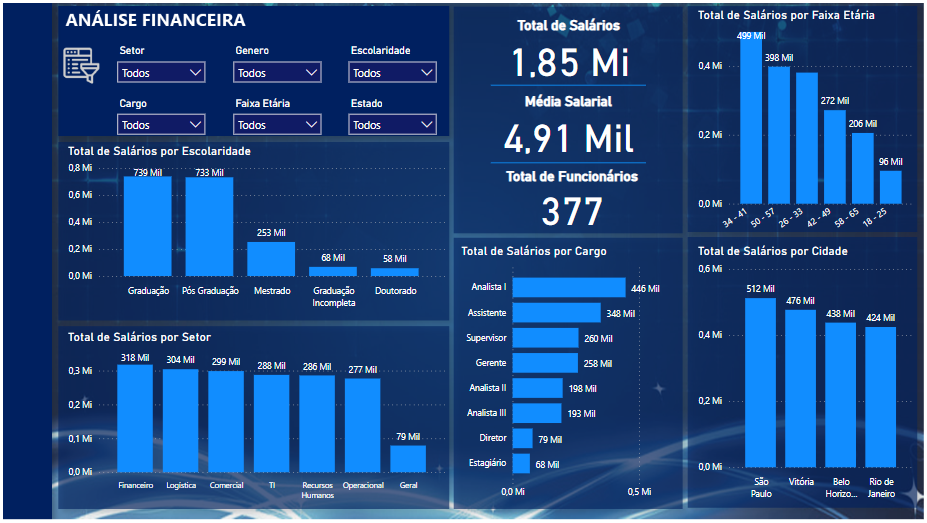 ANÁLISE FINANCEIRA
Setor
Genero
Escolaridade
Todos
Todos
Todos
Cargo
Faixa Etária
Estado
Todos
Todos
Todos
Total de Salários
1,85 Mi
Média Salarial
4,91 Mil
Total de Funcionários
377
Total de Salários por Faixa Etária
499 Mil
398 Mil
272 Mil
206 Mil
96 Mil
0,4 Mi
0,2 Mi
0,0 Mi
34 - 41
50 - 57
26 - 33
42 - 49
58 - 65
18 - 25
Total de Salários por Escolaridade
0,8 Mi
0,6 Mi
0,4 Mi
0,2 Mi
0,0 Mi
739 Mil
733 Mil
253 Mil
68 Mil
58 Mil
Graduação
Pós Graduação
Mestrado
Graduação
Incompleta
Doutorado
Total de Salários por Setor
0,3 Mi
0,2 Mi
0,1 Mi
0,0 Mi
318 Mil
304 Mil
299 Mil
288 Mil
286 Mil
277 Mil
79 Mil
Financeiro
Logística
Comercial
TI
Recursos
Humanos
Operacional
Geral
Total de Salários por Cargo
Analista I
446 Mil
Assistente
348 Mil
Supervisor
260 Mil
Gerente
258 Mil
Analista II
198 Mil
Analista III
193 Mil
Diretor
79 Mil
Estagiário
68 Mil
0,0 Mi
0,5 Mi
Total de Salários por Cidade
0,6 Mi
0,4 Mi
0,2 Mi
0,0 Mi
512 Mil
476 Mil
438 Mil
424 Mil
São
Paulo
Vitória
Belo
Horizo...
Rio de
Janeiro